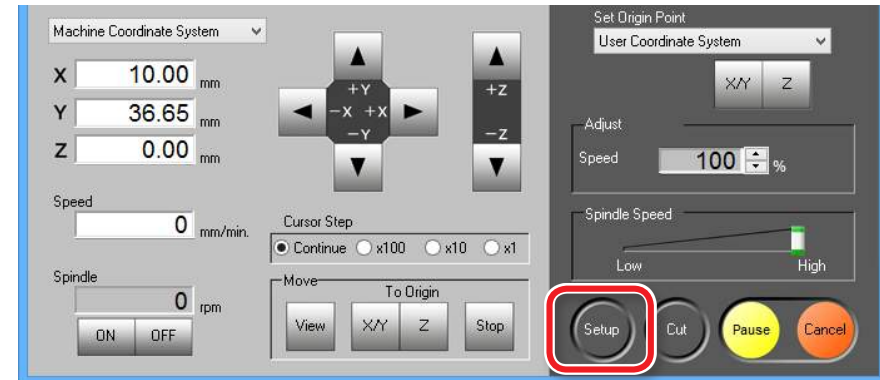 Machine Coordinate System
X 10.00 mm
Y 36.65 mm
Z 0.00 mm
Speed
0 mm/min.
Spindle
0 rpm
ON OFF
+Y
-X +X
-Y
+Z
-Z
Cursor Step
Continue x100 x10 x1
Move
To Origin
View X/Y Z Stop
Set Origin Point
User Coordinate System
X/Y Z
Adjust
Speed 100 %
Spindle Speed
Low High
Setup Cut Pause Cancel